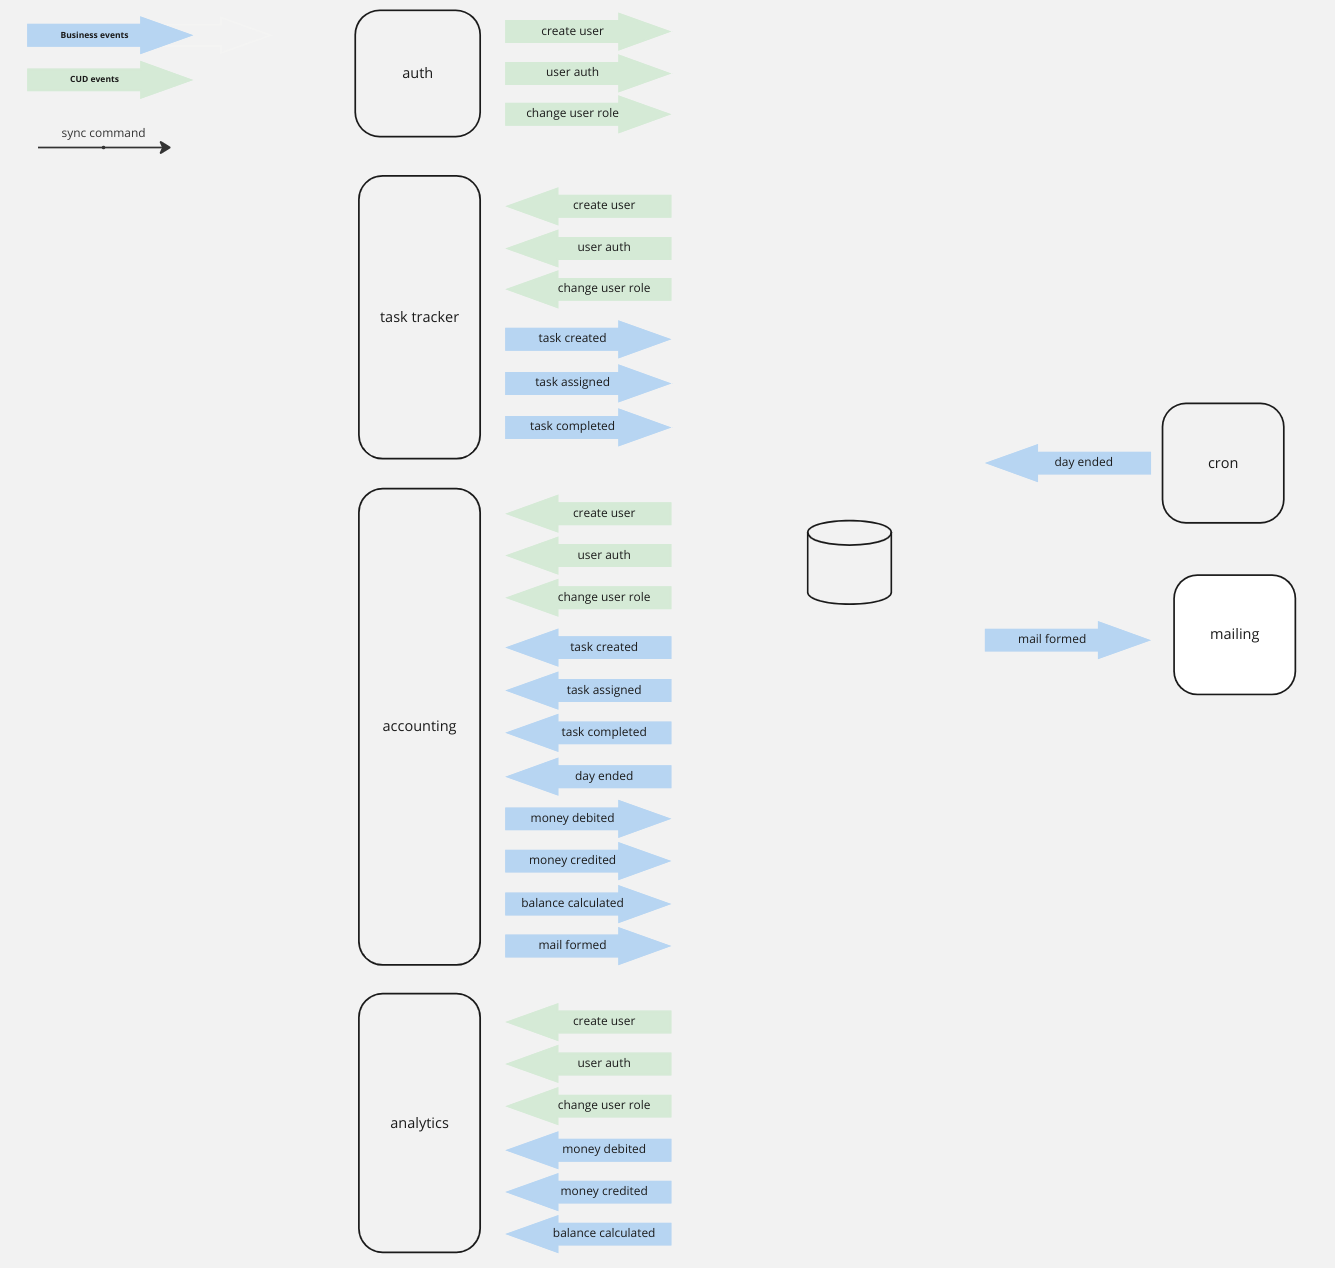 Business events
CUD events
sync command
auth
create user
user auth
change user role
task tracker
create user
user auth
change user role
task created
task assigned
task completed
accounting
create user
user auth
change user role
task created
task assigned
task completed
day ended
money debited
money credited
balance calculated
mail formed
analytics
create user
user auth
change user role
money debited
money credited
balance calculated
day ended
cron
mail formed
mailing